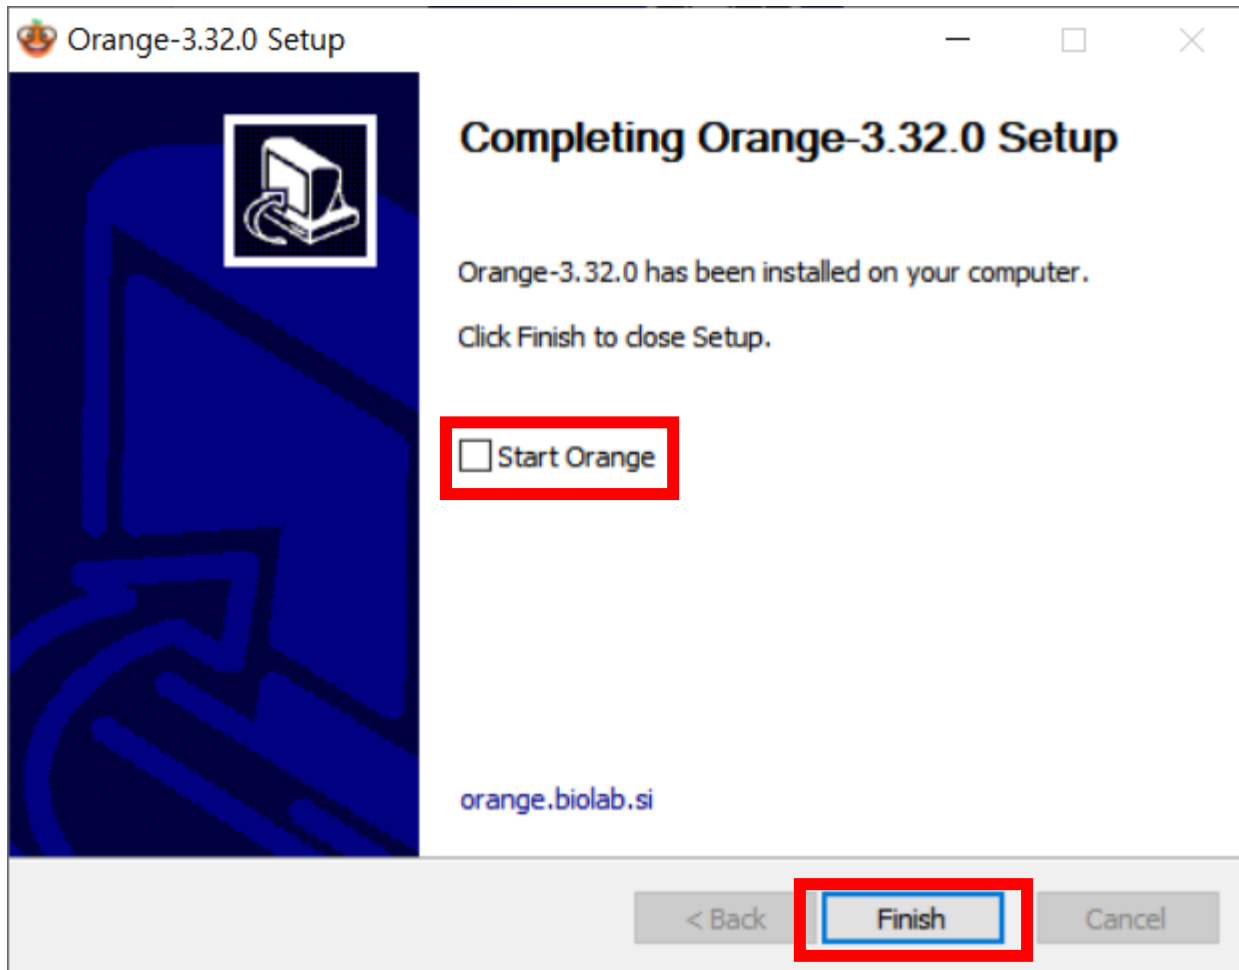 Orange-3.32.0 Setup
Completing Orange-3.32.0 Setup
Orange-3.32.0 has been installed on your computer.
Click Finish to close Setup.
Start Orange
orange.biolab.si
< Back Finish Cancel